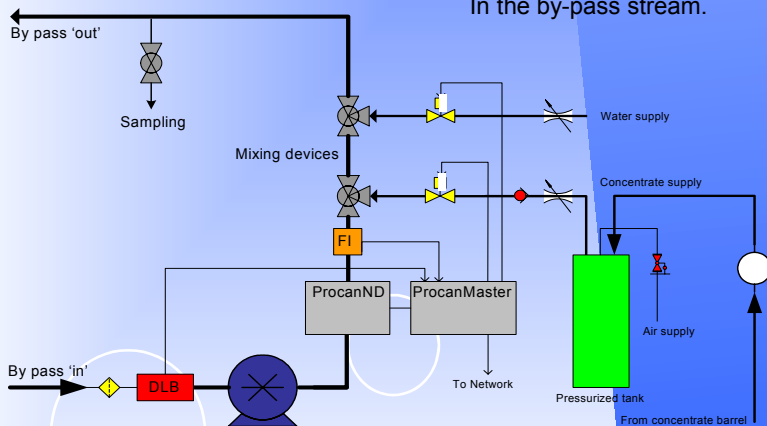 In the by-pass stream.
By pass 'out'
Sampling
Water supply
Mixing devices
Concentrate supply
FI
ProcanND
ProcanMaster
Air supply
By pass 'in'
DLB
To Network
Pressurized tank
From concentrate barrel